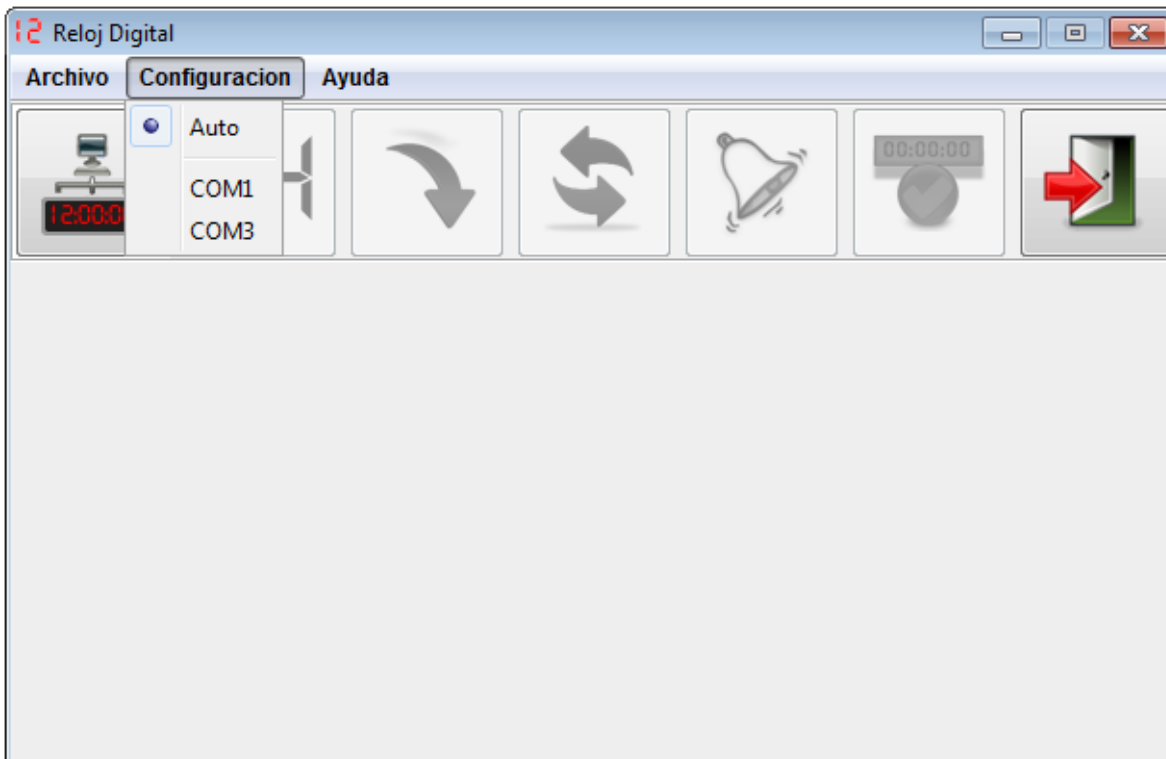 12 Reloj Digital
Archivo Configuracion Ayuda
Auto
COM1
COM3
12:00:0
00:00:00